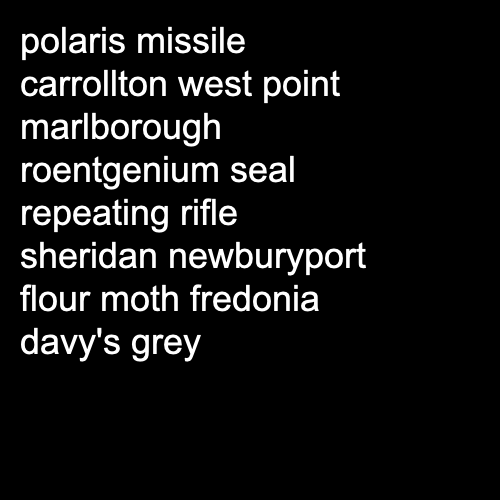 polaris missile
carrollton west point
marlborough
roentgenium seal
repeating rifle
sheridan newburyport
flour moth fredonia
davy's grey